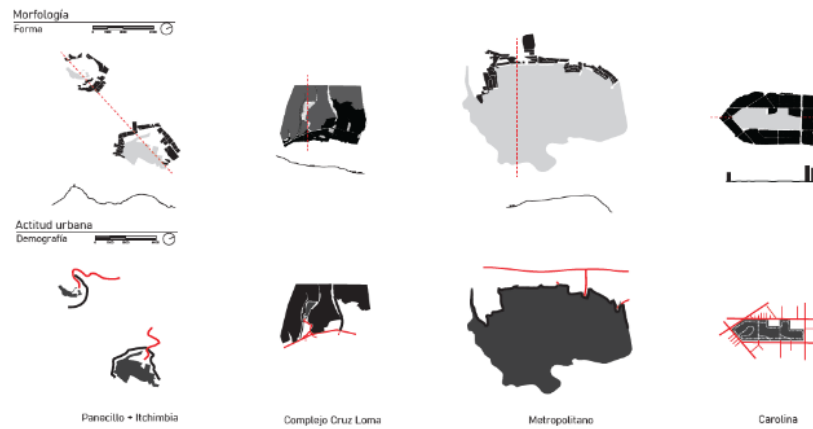 Morfología
Forma
Actitud urbana
Demografía
Panecillo + Itchimbia
Complejo Cruz Loma
Metropolitano
Carolina